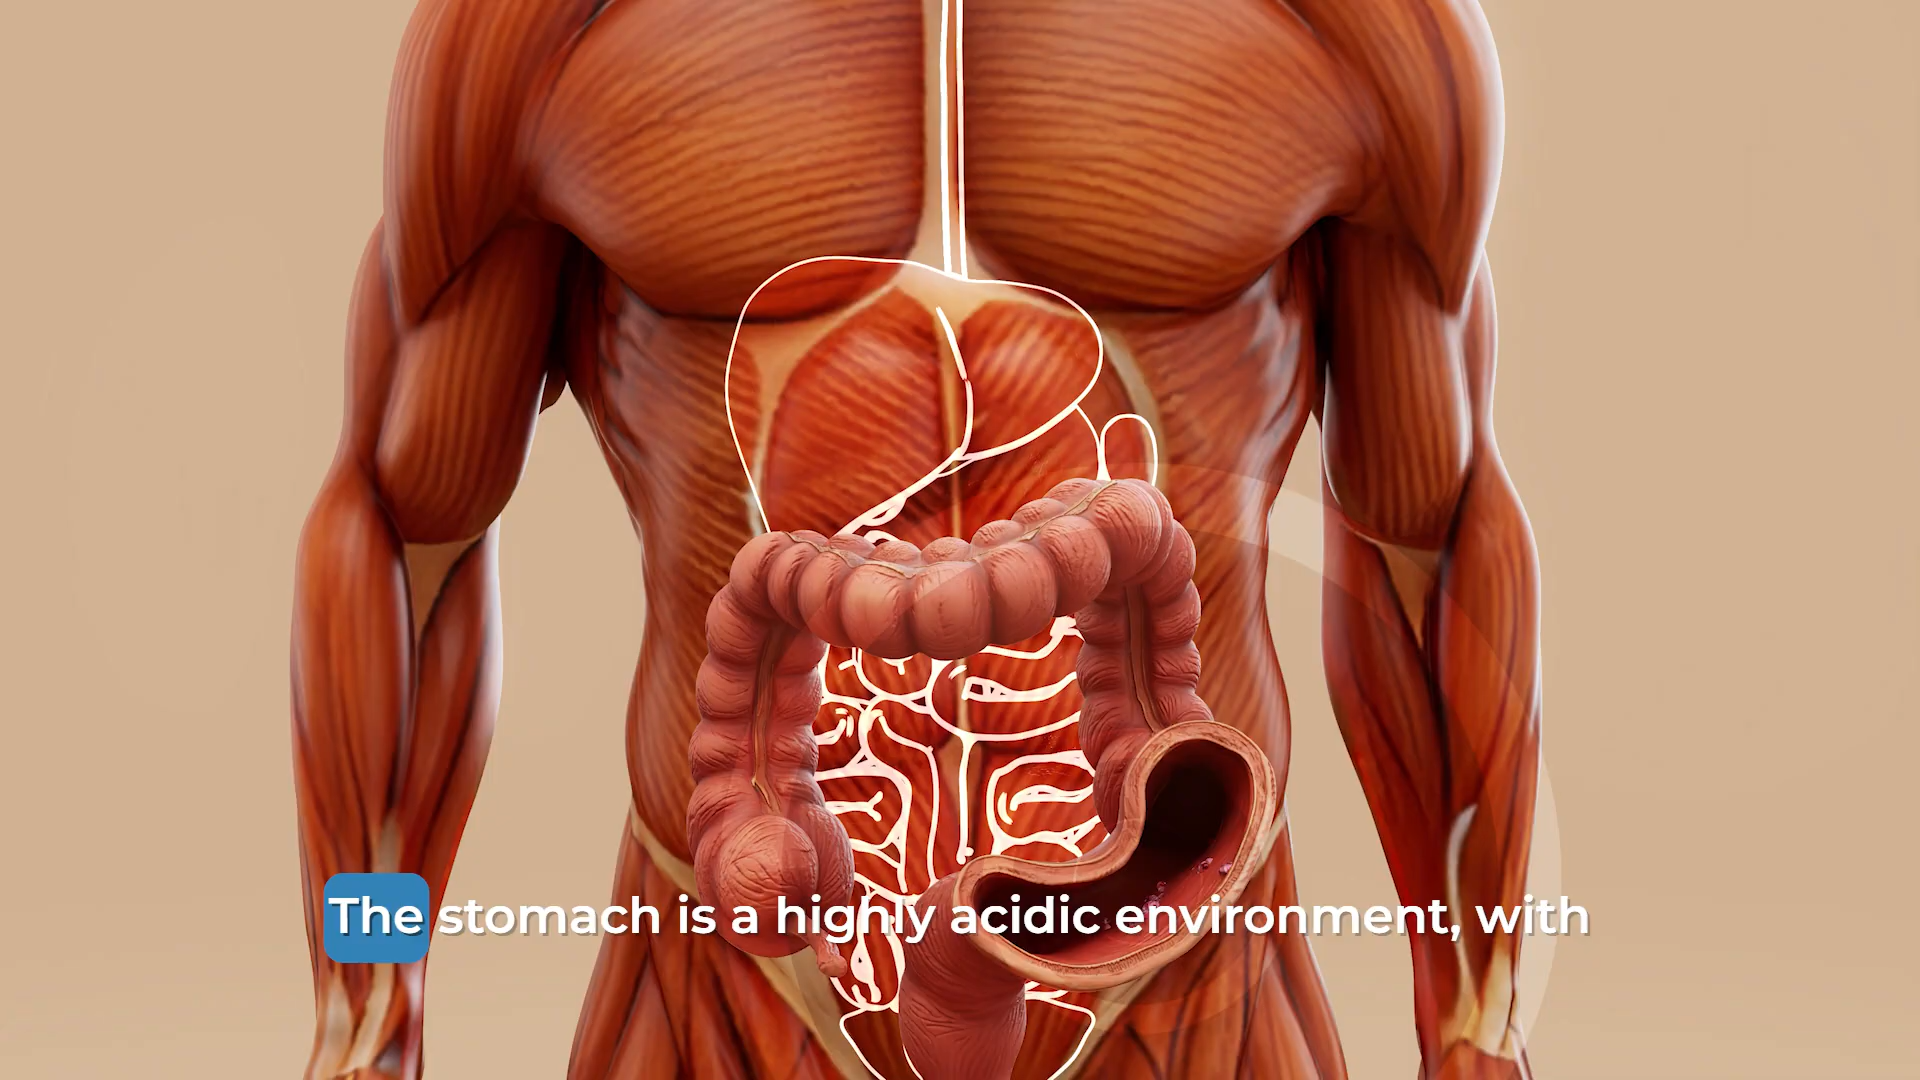 The stomach is a highly acidic environment, with